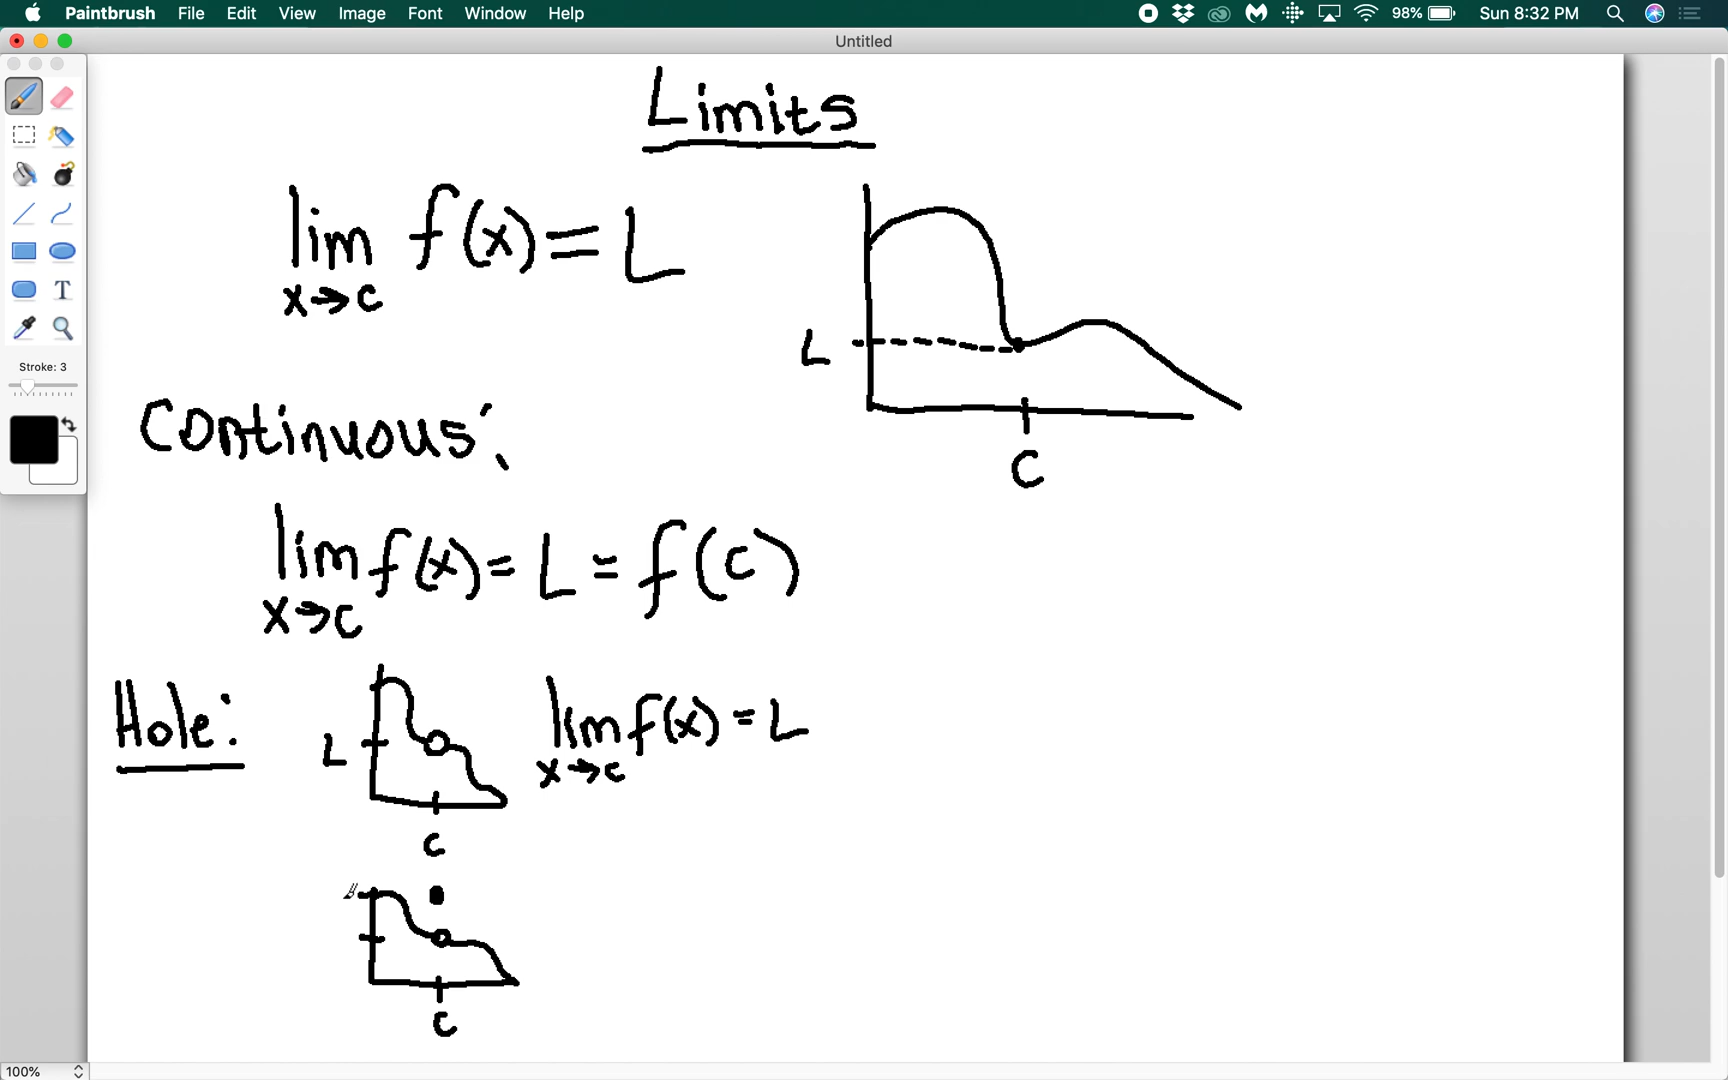 Paintbrush File Edit View Image Font Window Help
98% Sun 8:32 PM
Untitled
Limits
lim f(x) = L
x→c
L
C
Continuous:
lim f(x) = L = f(c)
x→c
Hole:
L
C
lim f(x) = L
x→c
C
T
Stroke: 3
100%